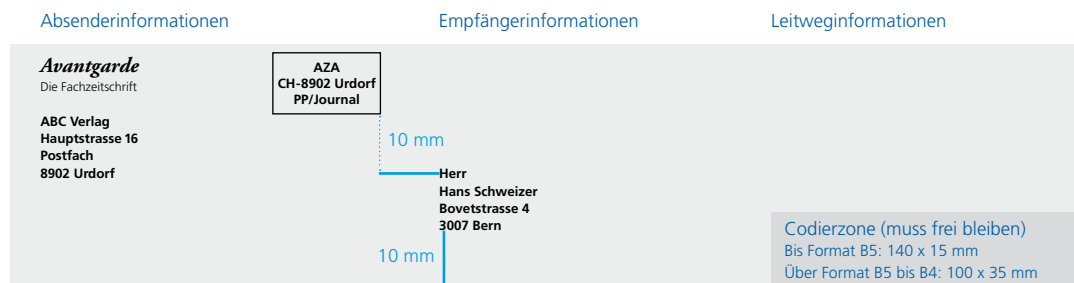 Absenderinformationen
Empfängerinformationen
Leitweginformationen
Avantgarde
Die Fachzeitschrift
ABC Verlag
Hauptstrasse 16
Postfach
8902 Urdorf
AZA
CH-8902 Urdorf
PP/Journal
10 mm
Herr
Hans Schweizer
Bovetstrasse 4
3007 Bern
10 mm
Codierzone (muss frei bleiben)
Bis Format B5: 140 x 15 mm
Über Format B5 bis B4: 100 x 35 mm